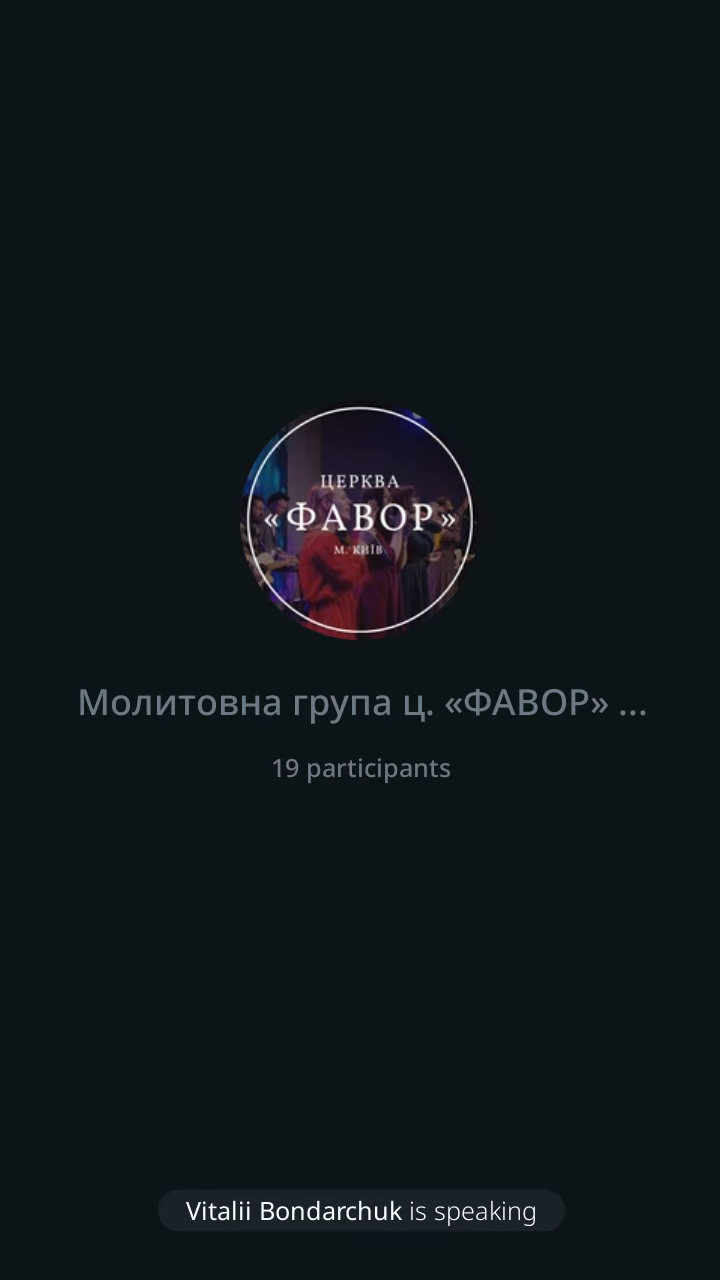 ЦЕРКВА
«ФАВОР»
М. КИЇВ
Молитовна група ц. «ФАВОР» ...
19 participants
Vitalii Bondarchuk is speaking